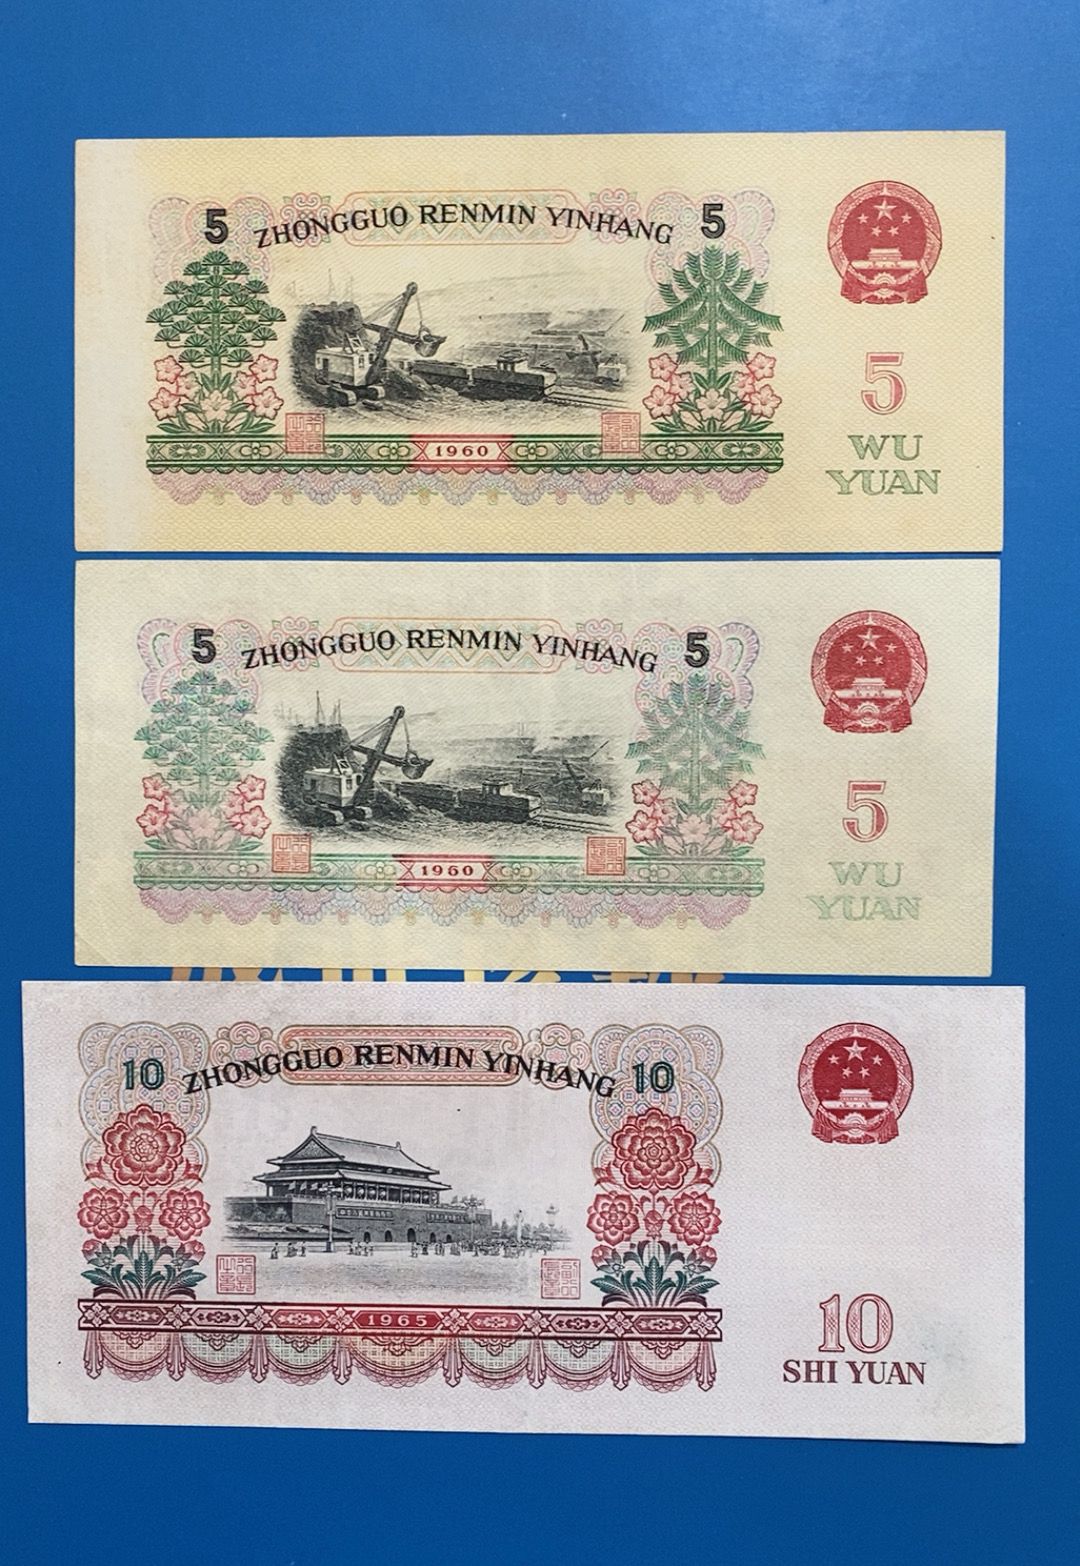 5 ZHONGGUO RENMIN YINHANG 5
5
WU
YUAN
1960
5 ZHONGGUO RENMIN YINHANG 5
5
WU
YUAN
1960
10 ZHONGGUO RENMIN YINHANG 10
1965
10
SHI YUAN